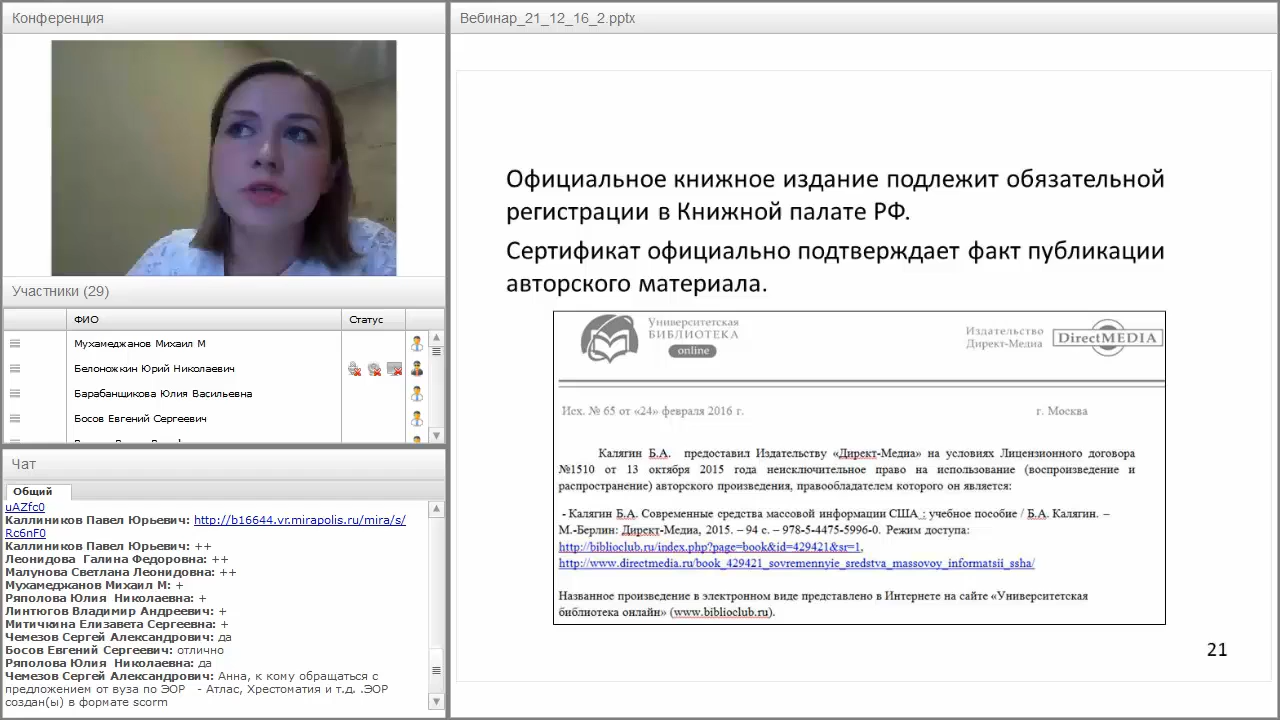 Конференция
Участники (29)
ФИО
Статус
Мухамеджанов Михаил М
Белоножкин Юрий Николаевич
Барабанщикова Юлия Васильевна
Босов Евгений Сергеевич
Чат
Общий
uAZfc0
Каллиников Павел Юрьевич: http://b16644.vr.mirapolis.ru/mira/s/
Rc6nF0
Каллиников Павел Юрьевич: ++
Леонидова Галина Федоровна: ++
Малунова Светлана Леонидовна: ++
Мухамеджанов Михаил М: +
Ряполова Юлия Николаевна: +
Линтюгов Владимир Андреевич: +
Митичкина Елизавета Сергеевна: +
Чемезов Сергей Александрович: да
Босов Евгений Сергеевич: отлично
Ряполова Юлия Николаевна: да
Чемезов Сергей Александрович: Анна, к кому обращаться с
предложением от вуза по ЭОР - Атлас, Хрестоматия и т.д. .ЭОР
создан(ы) в формате scorm
Вебинар_21_12_16_2.pptx
Официальное книжное издание подлежит обязательной
регистрации в Книжной палате РФ.
Сертификат официально подтверждает факт публикации
авторского материала.
Университетская
БИБЛИОТЕКА
online
Издательство
Директ-Медиа
DirectMEDIA
Исх. № 65 от «24» февраля 2016 г.
г. Москва
Калягин Б.А. предоставил Издательству «Директ-Медиа» на условиях Лицензионного договора
№1510 от 13 октября 2015 года неисключительное право на использование (воспроизведение и
распространение) авторского произведения, правообладателем которого он является:
- Калягин Б.А. Современные средства массовой информации США : учебное пособие / Б.А. Калягин. –
М.-Берлин: Директ-Медиа, 2015. – 94 с. – 978-5-4475-5996-0. Режим доступа:
http://biblioclub.ru/index.php?page=book&id=429421&sr=1,
http://www.directmedia.ru/book_429421_sovremennyie_sredstva_massovoy_informatsii_ssha/
Названное произведение в электронном виде представлено в Интернете на сайте «Университетская
библиотека онлайн» (www.biblioclub.ru).
21